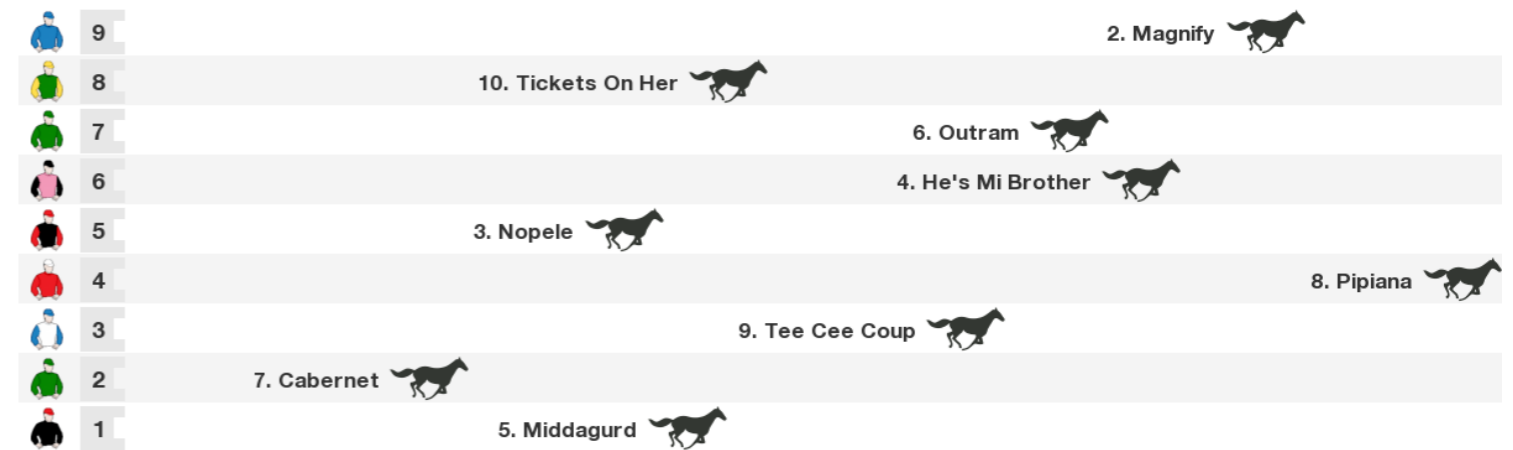 9 2. Magnify
8 10. Tickets On Her
7 6. Outram
6 4. He's Mi Brother
5 3. Nopele
4 8. Pipiana
3 9. Tee Cee Coup
2 7. Cabernet
1 5. Middagurd